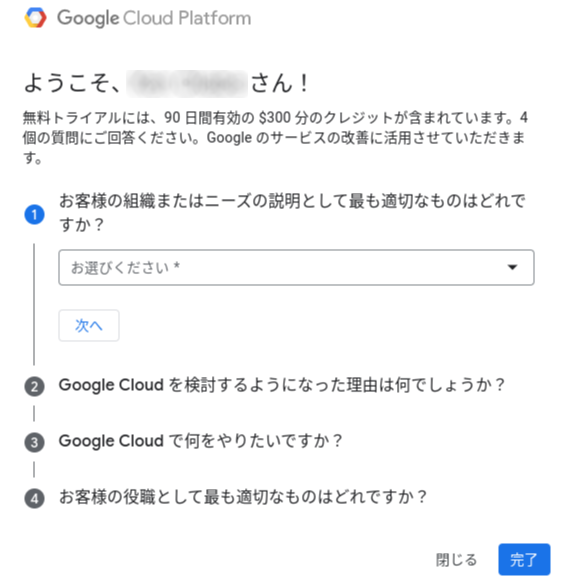 Google Cloud Platform
ようこそ、 さん！
無料トライアルには、90 日間有効の $300 分のクレジットが含まれています。4
個の質問にご回答ください。Google のサービスの改善に活用させていただきま
す。
1 お客様の組織またはニーズの説明として最も適切なものはどれで
すか？
お選びください *
次へ
2 Google Cloud を検討するようになった理由は何でしょうか？
3 Google Cloud で何をやりたいですか？
4 お客様の役職として最も適切なものはどれですか？
閉じる 完了